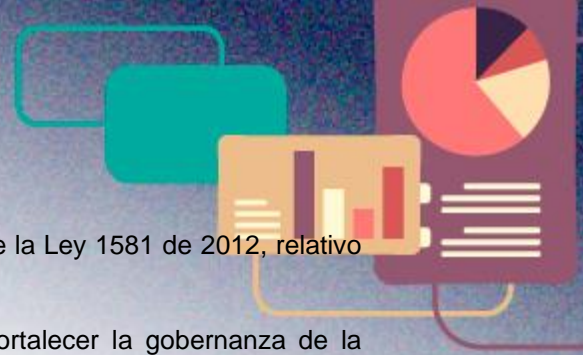 e la Ley 1581 de 2012, relativo
ortalecer la gobernanza de la